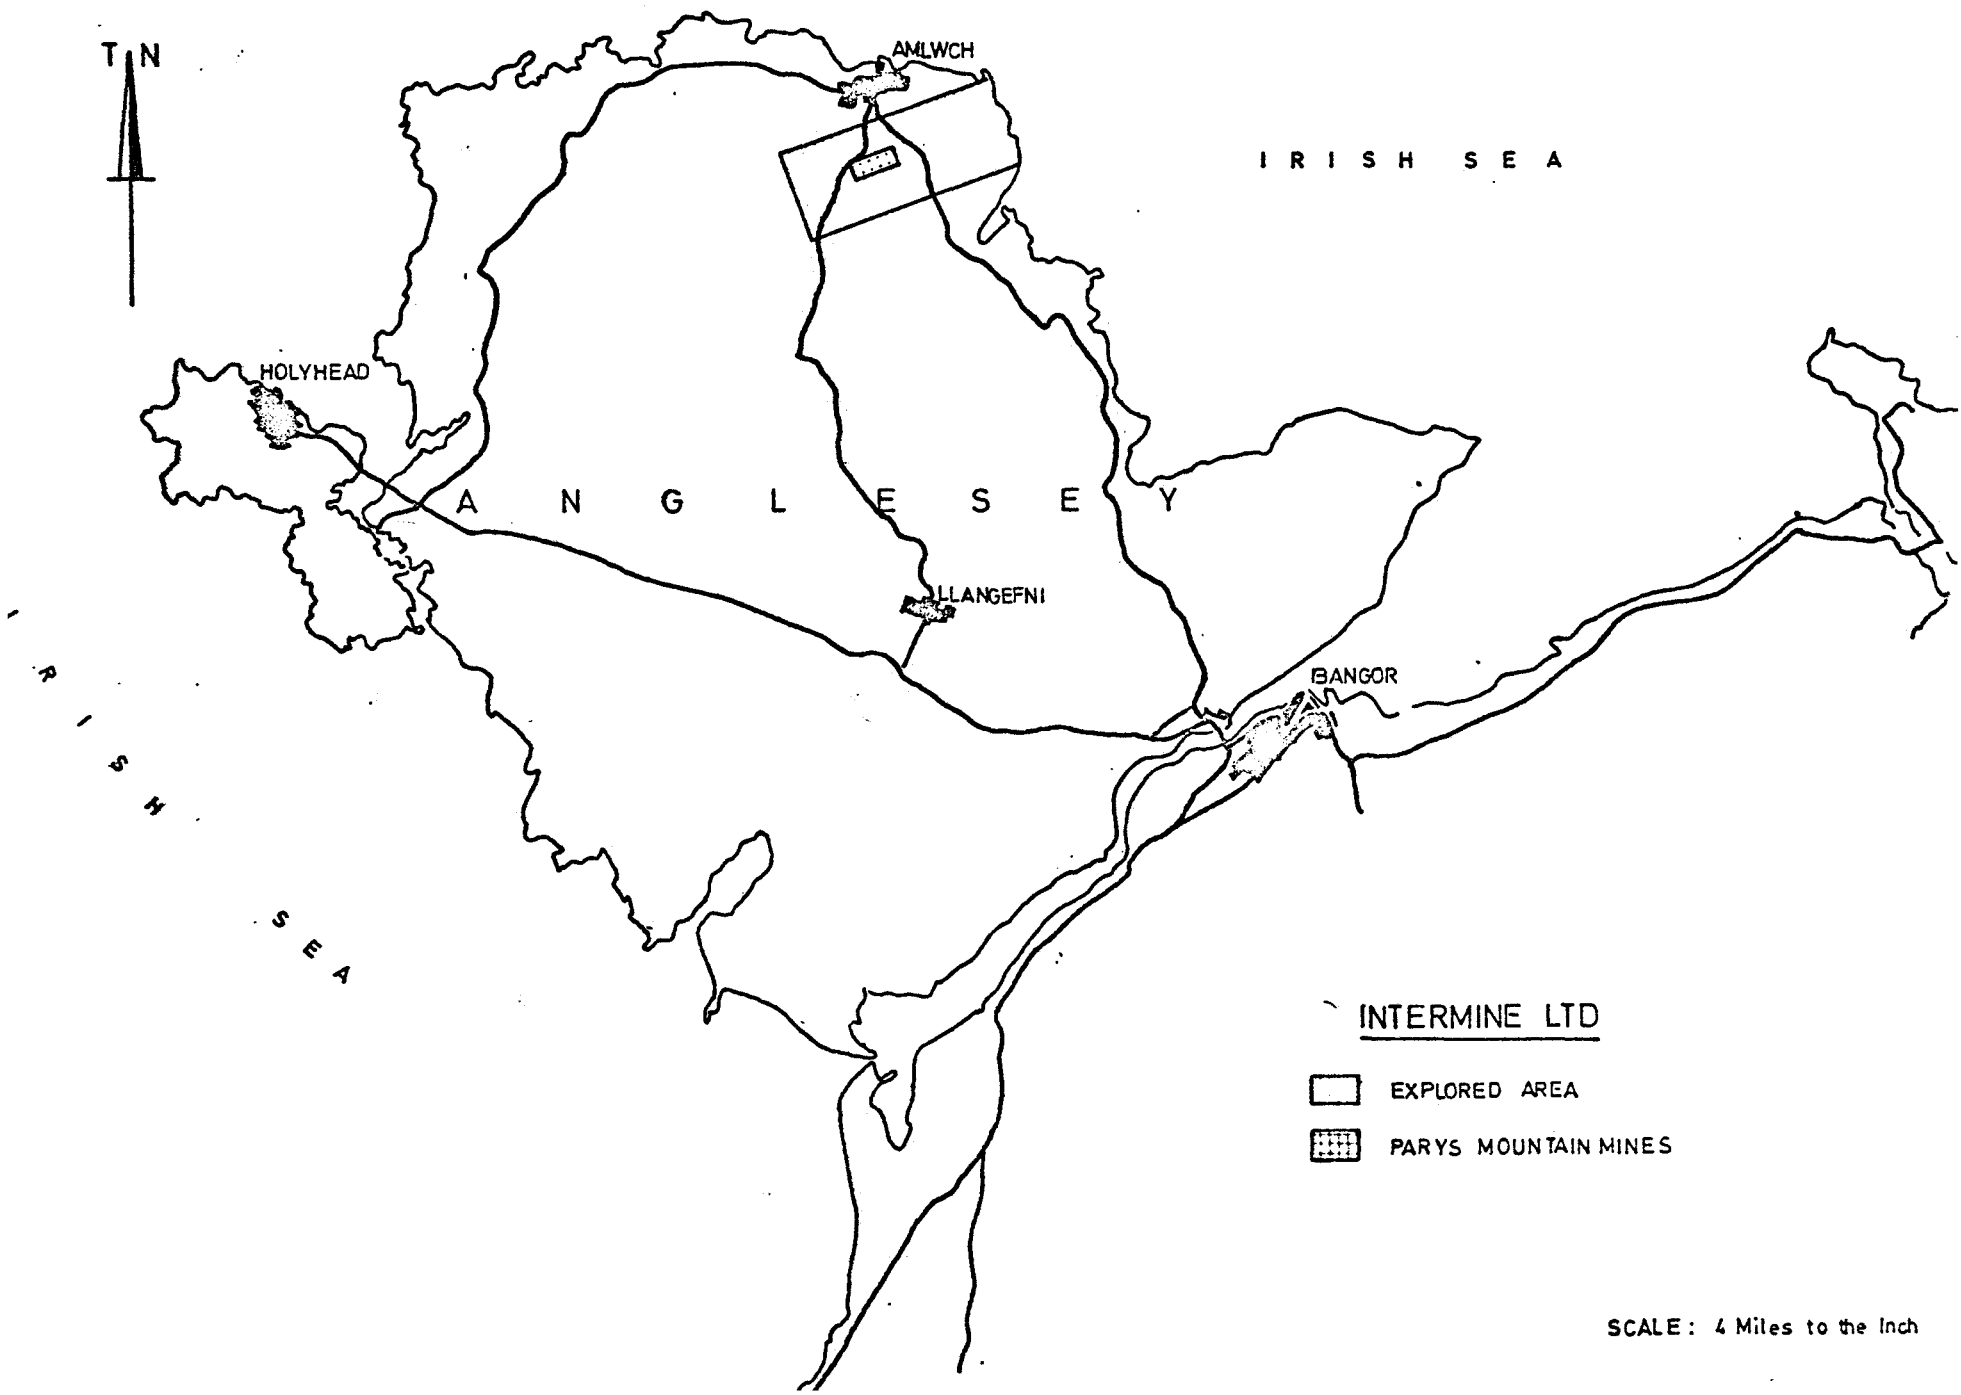 T N
AMLWCH
IRISH SEA
HOLYHEAD
ANGLESEY
LLANGEFNI
BANGOR
IRISH SEA
INTERMINE LTD
EXPLORED AREA
PARYS MOUNTAIN MINES
SCALE: 4 Miles to the Inch